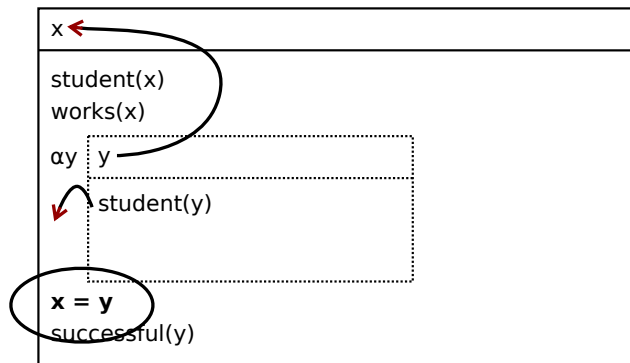 x
student(x)
works(x)
αy y
student(y)
x = y
successful(y)